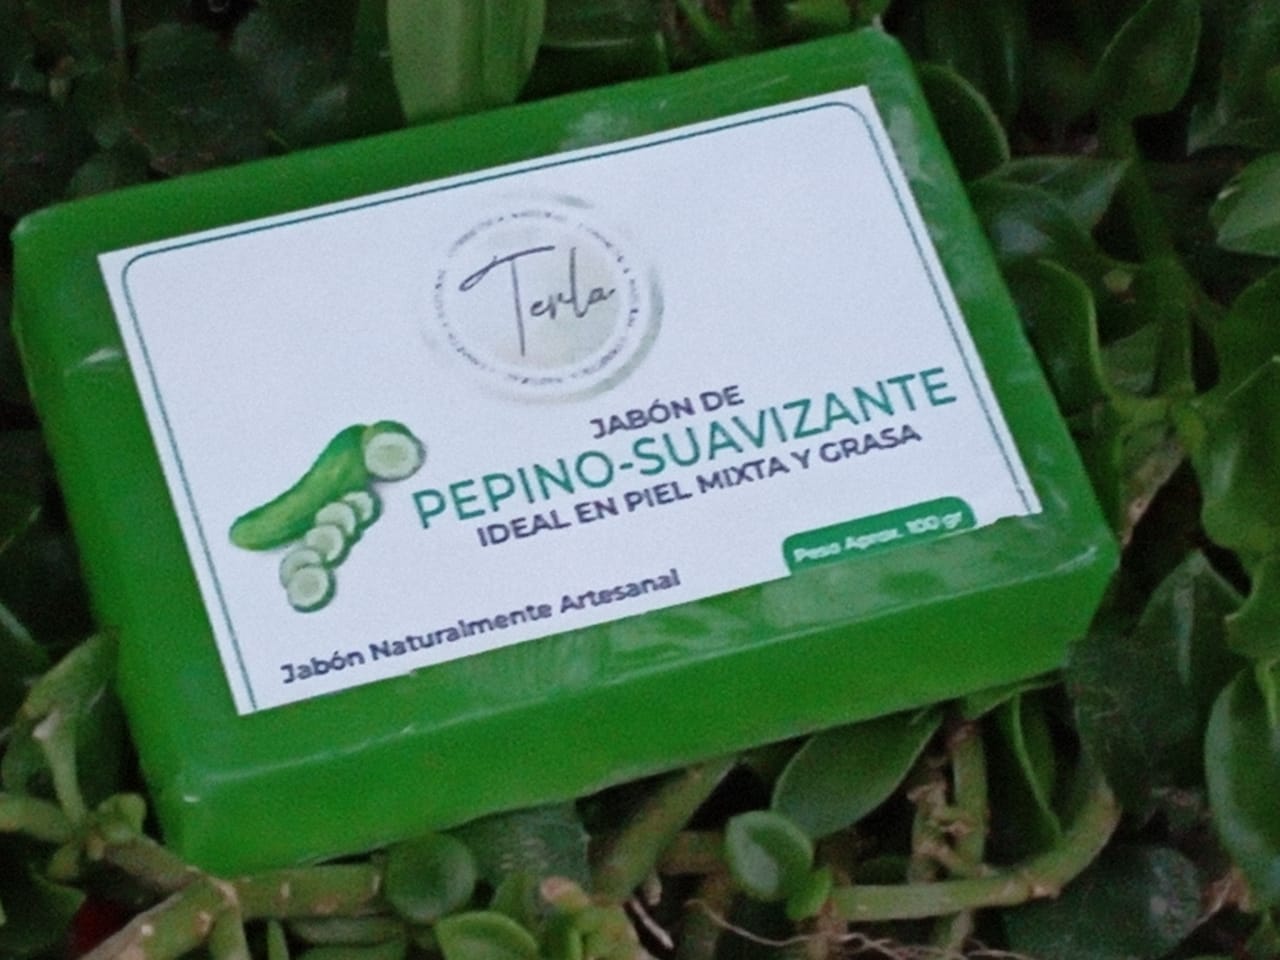 Terla
JABÓN DE
PEPINO-SUAVIZANTE
IDEAL EN PIEL MIXTA Y GRASA
Peso Aprox. 100 gr
Jabón Naturalmente Artesanal